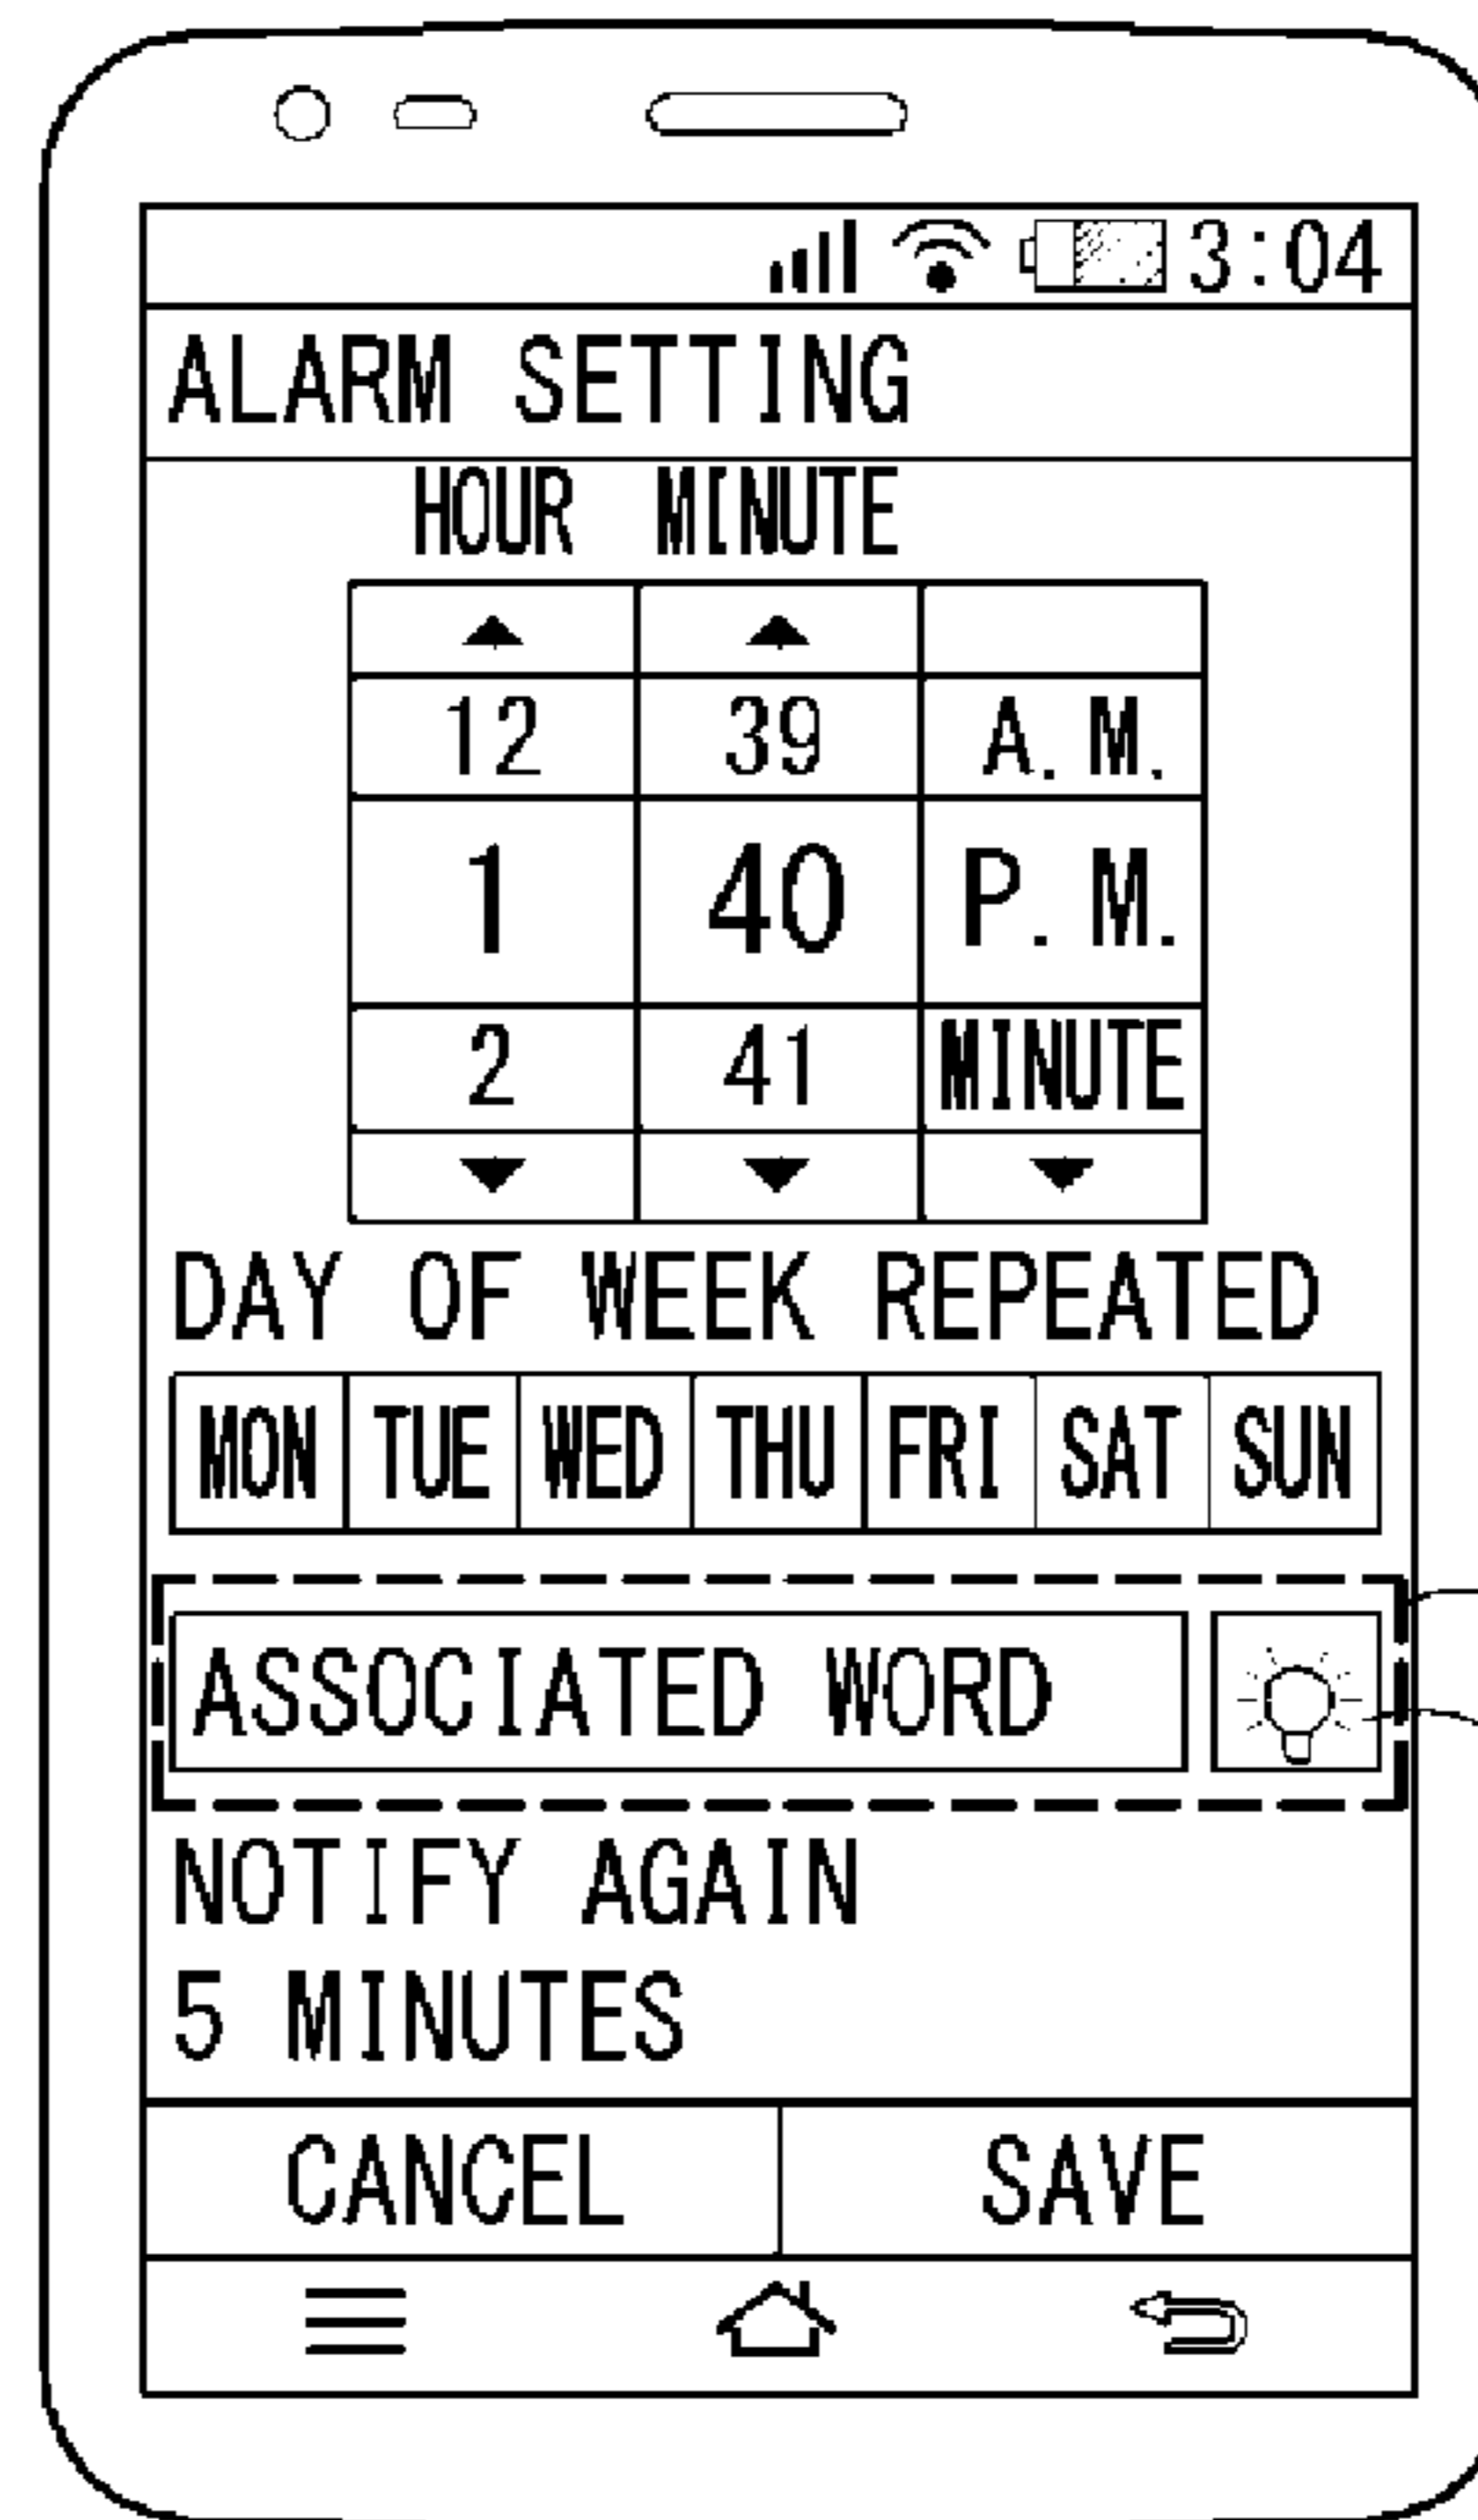 3:04
ALARM SETTING
HOUR MINUTE
12 39 A.M.
1 40 P.M.
2 41 MINUTE
DAY OF WEEK REPEATED
MON TUE WED THU FRI SAT SUN
ASSOCIATED WORD
NOTIFY AGAIN
5 MINUTES
CANCEL SAVE